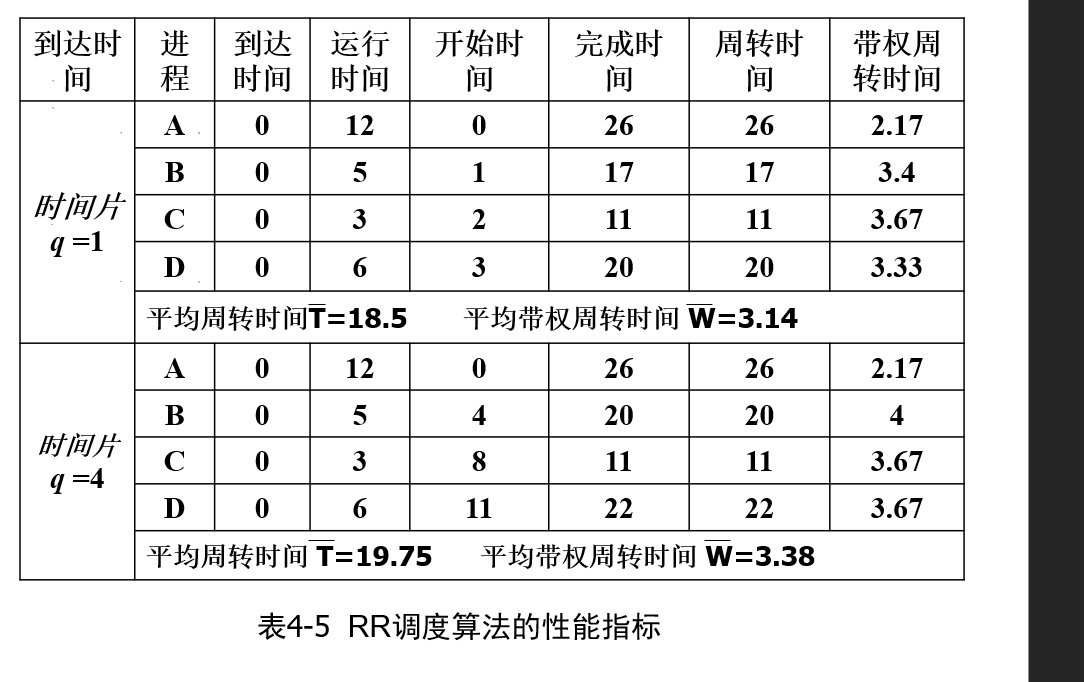 到达时间 进程 到达时间 运行时间 开始时间 完成时间 周转时间 带权周转时间
时间片 q =1
A 0 12 0 26 26 2.17
B 0 5 1 17 17 3.4
C 0 3 2 11 11 3.67
D 0 6 3 20 20 3.33
平均周转时间T̅=18.5 平均带权周转时间 W̅=3.14
时间片 q =4
A 0 12 0 26 26 2.17
B 0 5 4 20 20 4
C 0 3 8 11 11 3.67
D 0 6 11 22 22 3.67
平均周转时间 T̅=19.75 平均带权周转时间 W̅=3.38
表4-5 RR调度算法的性能指标